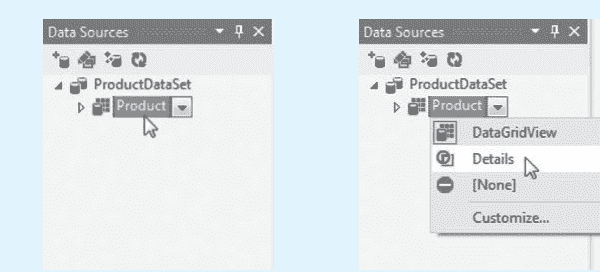 Data Sources
ProductDataSet
Product
Data Sources
ProductDataSet
Product
DataGridView
Details
[None]
Customize...